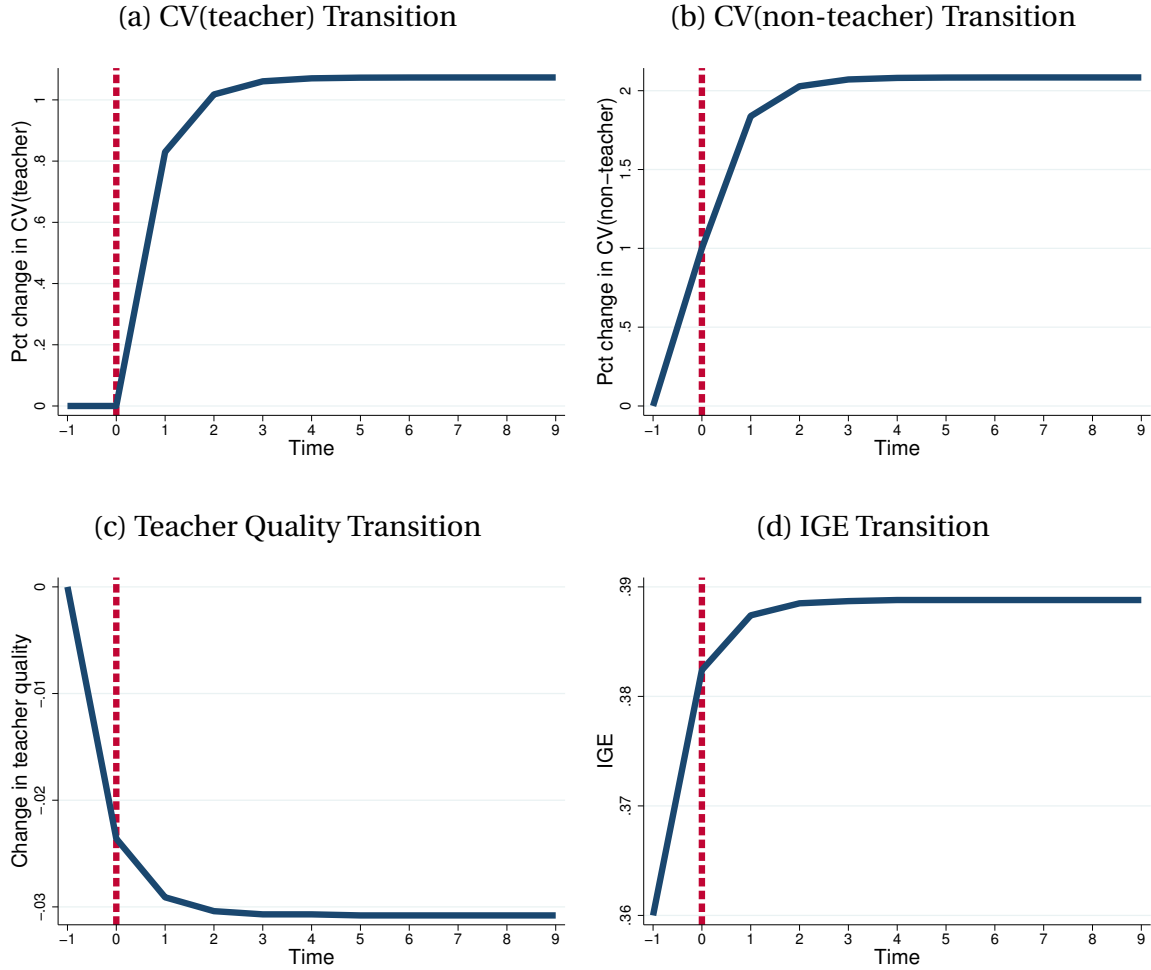 (a) CV(teacher) Transition
Pct change in CV(teacher)
1
.8
.6
.4
.2
0
−1 0 1 2 3 4 5 6 7 8 9
Time
(b) CV(non-teacher) Transition
Pct change in CV(non−teacher)
2
1.5
1
.5
0
−1 0 1 2 3 4 5 6 7 8 9
Time
(c) Teacher Quality Transition
Change in teacher quality
0
−.01
−.02
−.03
−1 0 1 2 3 4 5 6 7 8 9
Time
(d) IGE Transition
IGE
.39
.38
.37
.36
−1 0 1 2 3 4 5 6 7 8 9
Time